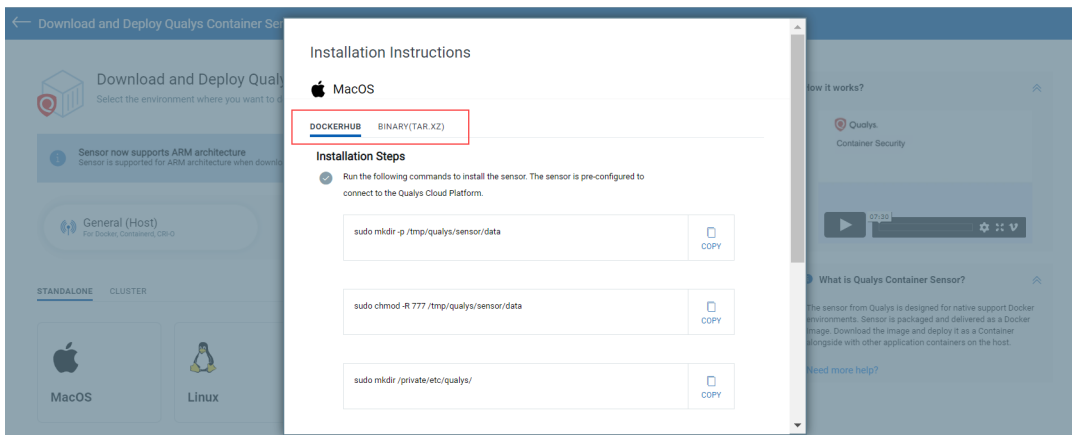 Download and Deploy Qualys Container Ser
Download and Deploy Qualy
Select the environment where you want to d
Sensor now supports ARM architecture
Sensor is supported for ARM architecture when downlo
General (Host)
For Docker, Containerd, CRI-O
STANDALONE CLUSTER
MacOS
Linux
Installation Instructions
MacOS
DOCKERHUB BINARY(TAR.XZ)
Installation Steps
Run the following commands to install the sensor. The sensor is pre-configured to
connect to the Qualys Cloud Platform.
sudo mkdir -p /tmp/qualys/sensor/data
COPY
sudo chmod -R 777 /tmp/qualys/sensor/data
COPY
sudo mkdir /private/etc/qualys/
COPY
How it works?
Qualys.
Container Security
07:30
What is Qualys Container Sensor?
The sensor from Qualys is designed for native support Docker
environments. Sensor is packaged and delivered as a Docker
image. Download the image and deploy it as a Container
alongside with other application containers on the host.
Need more help?